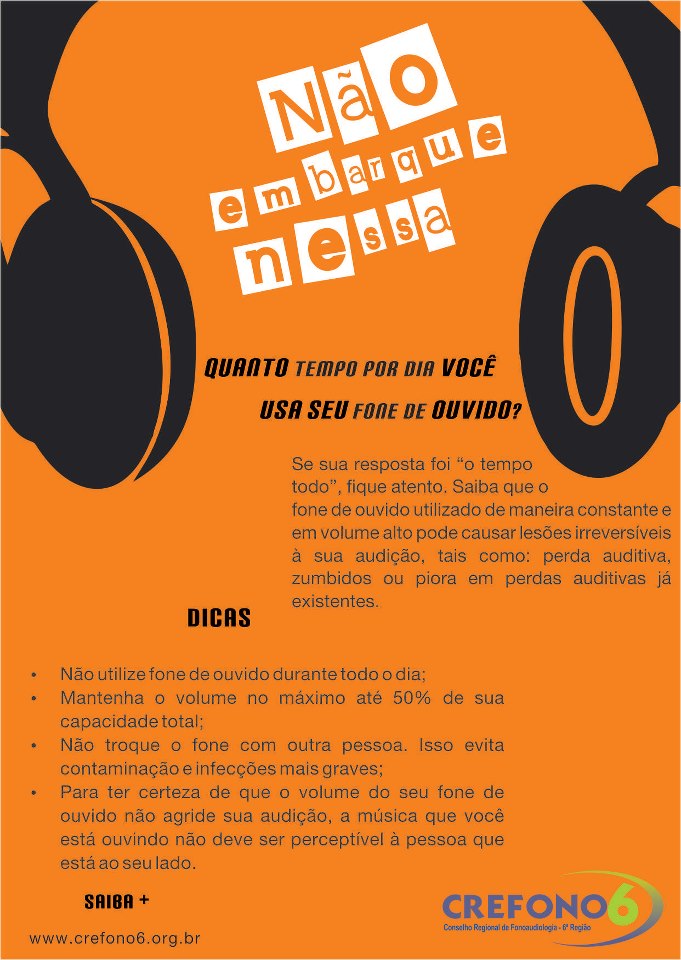 Não
embarque
nessa
QUANTO TEMPO POR DIA VOCÊ
USA SEU FONE DE OUVIDO?
Se sua resposta foi “o tempo
todo”, fique atento. Saiba que o
fone de ouvido utilizado de maneira constante e
em volume alto pode causar lesões irreversíveis
à sua audição, tais como: perda auditiva,
zumbidos ou piora em perdas auditivas já
existentes.
DICAS
• Não utilize fone de ouvido durante todo o dia;
• Mantenha o volume no máximo até 50% de sua
capacidade total;
• Não troque o fone com outra pessoa. Isso evita
contaminação e infecções mais graves;
• Para ter certeza de que o volume do seu fone de
ouvido não agride sua audição, a música que você
está ouvindo não deve ser perceptível à pessoa que
está ao seu lado.
SAIBA +
www.crefono6.org.br
CREFONO6
Conselho Regional de Fonoaudiologia - 6ª Região